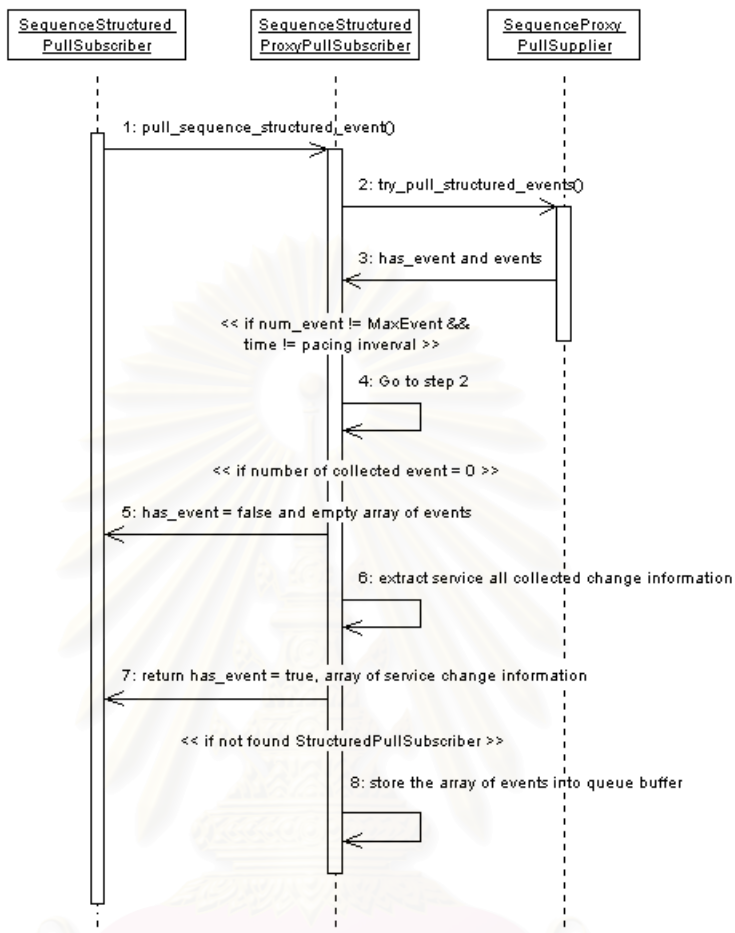 SequenceStructured
PullSubscriber
SequenceStructured
ProxyPullSubscriber
SequenceProxy
PullSupplier
1: pull_sequence_structured_event()
2: try_pull_structured_events()
3: has_event and events
<< if num_event != MaxEvent &&
time != pacing inverval >>
4: Go to step 2
<< if number of collected event = 0 >>
5: has_event = false and empty array of events
6: extract service all collected change information
7: return has_event = true, array of service change information
<< if not found StructuredPullSubscriber >>
8: store the array of events into queue buffer